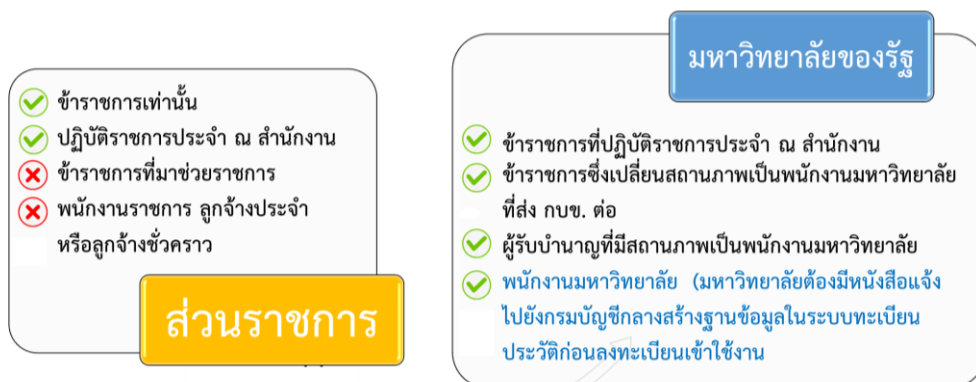 ข้าราชการเท่านั้น
ปฏิบัติราชการประจำ ณ สำนักงาน
ข้าราชการที่มาช่วยราชการ
พนักงานราชการ ลูกจ้างประจำ
หรือลูกจ้างชั่วคราว
ส่วนราชการ
มหาวิทยาลัยของรัฐ
ข้าราชการที่ปฏิบัติราชการประจำ ณ สำนักงาน
ข้าราชการซึ่งเปลี่ยนสถานภาพเป็นพนักงานมหาวิทยาลัย
ที่ส่ง กบข. ต่อ
ผู้รับบำนาญที่มีสถานภาพเป็นพนักงานมหาวิทยาลัย
พนักงานมหาวิทยาลัย (มหาวิทยาลัยต้องมีหนังสือแจ้ง
ไปยังกรมบัญชีกลางสร้างฐานข้อมูลในระบบทะเบียน
ประวัติก่อนลงทะเบียนเข้าใช้งาน